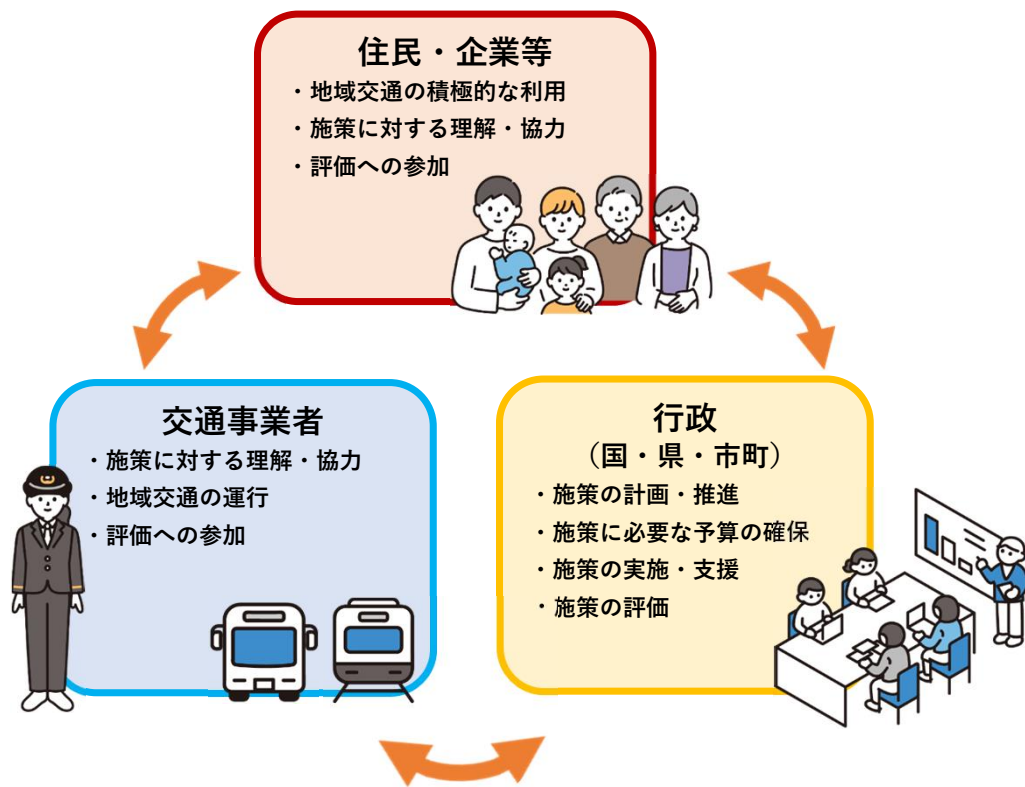 住民・企業等
・地域交通の積極的な利用
・施策に対する理解・協力
・評価への参加
交通事業者
・施策に対する理解・協力
・地域交通の運行
・評価への参加
行政
（国・県・市町）
・施策の計画・推進
・施策に必要な予算の確保
・施策の実施・支援
・施策の評価